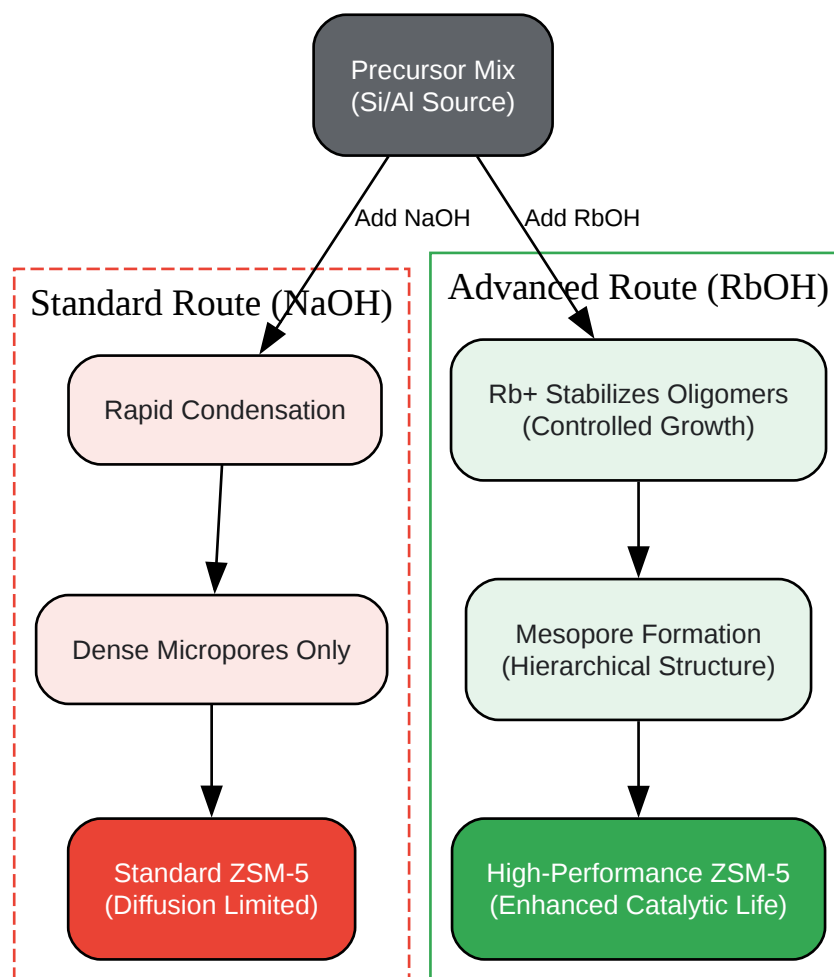 Precursor Mix
(Si/Al Source)
Add NaOH
Add RbOH
Standard Route (NaOH)
Advanced Route (RbOH)
Rapid Condensation
Rb+ Stabilizes Oligomers
(Controlled Growth)
Dense Micropores Only
Mesopore Formation
(Hierarchical Structure)
Standard ZSM-5
(Diffusion Limited)
High-Performance ZSM-5
(Enhanced Catalytic Life)